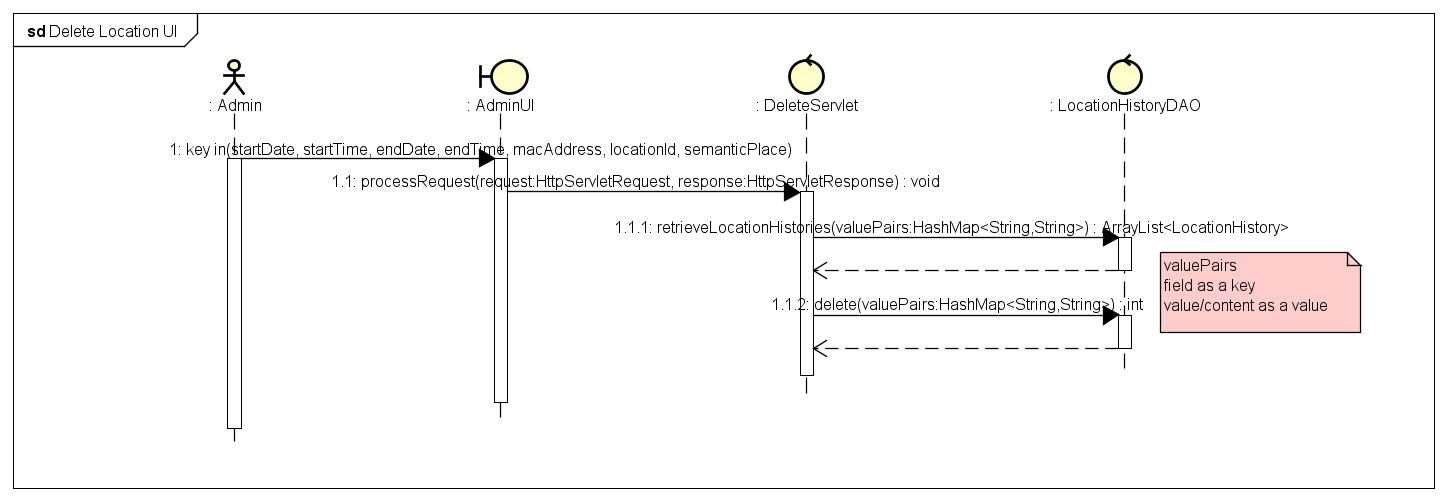 sd Delete Location UI
: Admin
: AdminUI
: DeleteServlet
: LocationHistoryDAO
1: key in(startDate, startTime, endDate, endTime, macAddress, locationId, semanticPlace)
1.1: processRequest(request:HttpServletRequest, response:HttpServletResponse) : void
1.1.1: retrieveLocationHistories(valuePairs:HashMap<String,String>) : ArrayList<LocationHistory>
valuePairs
field as a key
value/content as a value
1.1.2: delete(valuePairs:HashMap<String,String>) : int